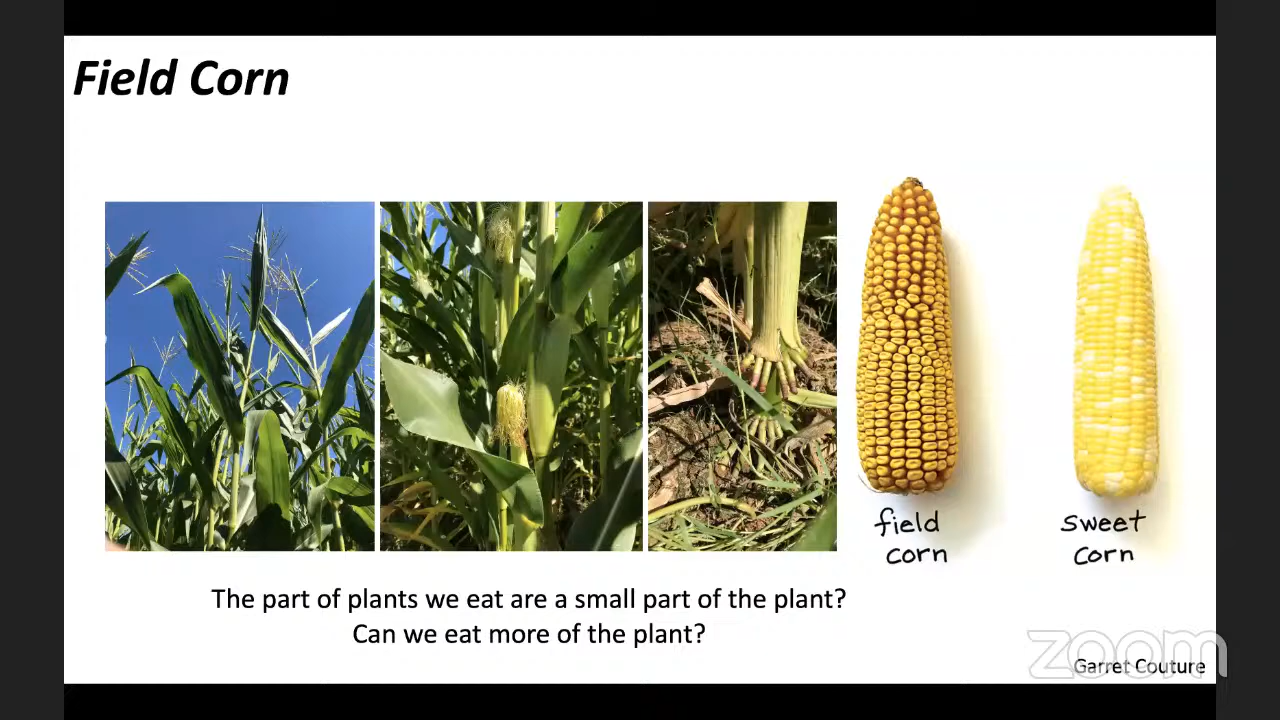 Field Corn
field
corn
sweet
corn
The part of plants we eat are a small part of the plant?
Can we eat more of the plant?
zoom
Garret Couture